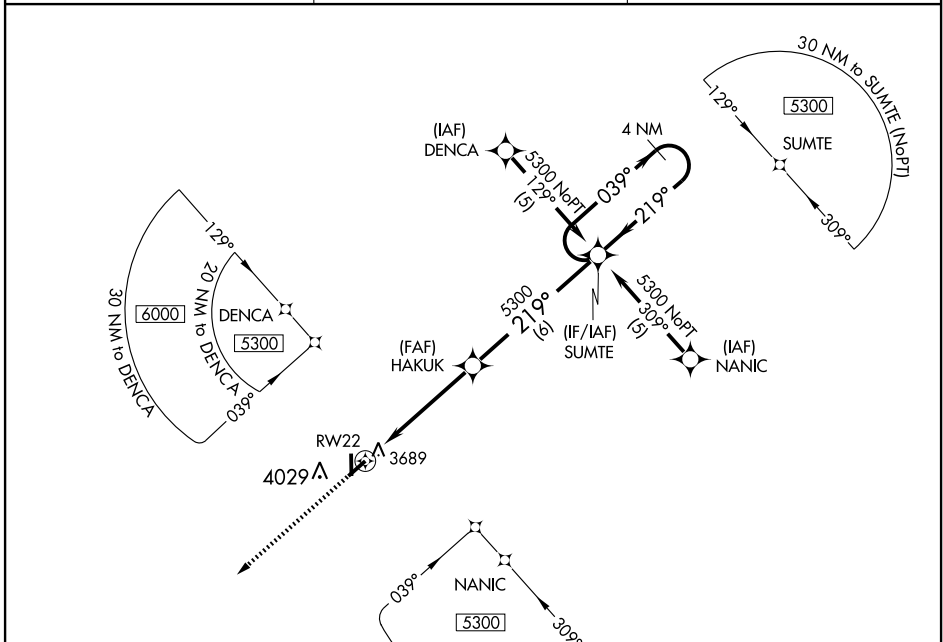 30 NM to SUMTE (NoPT)
129°
5300
SUMTE
309°
(IAF)
DENCA
5300 NoPT
129°
(5)
4 NM
039°
219°
129°
20 NM to DENCA
30 NM to DENCA
6000
DENCA
5300
039°
5300
219°
(6)
(IF/IAF)
SUMTE
5300 NoPT
309°
(5)
(IAF)
NANIC
(FAF)
HAKUK
RW22
3689
4029
039°
NANIC
5300
309°